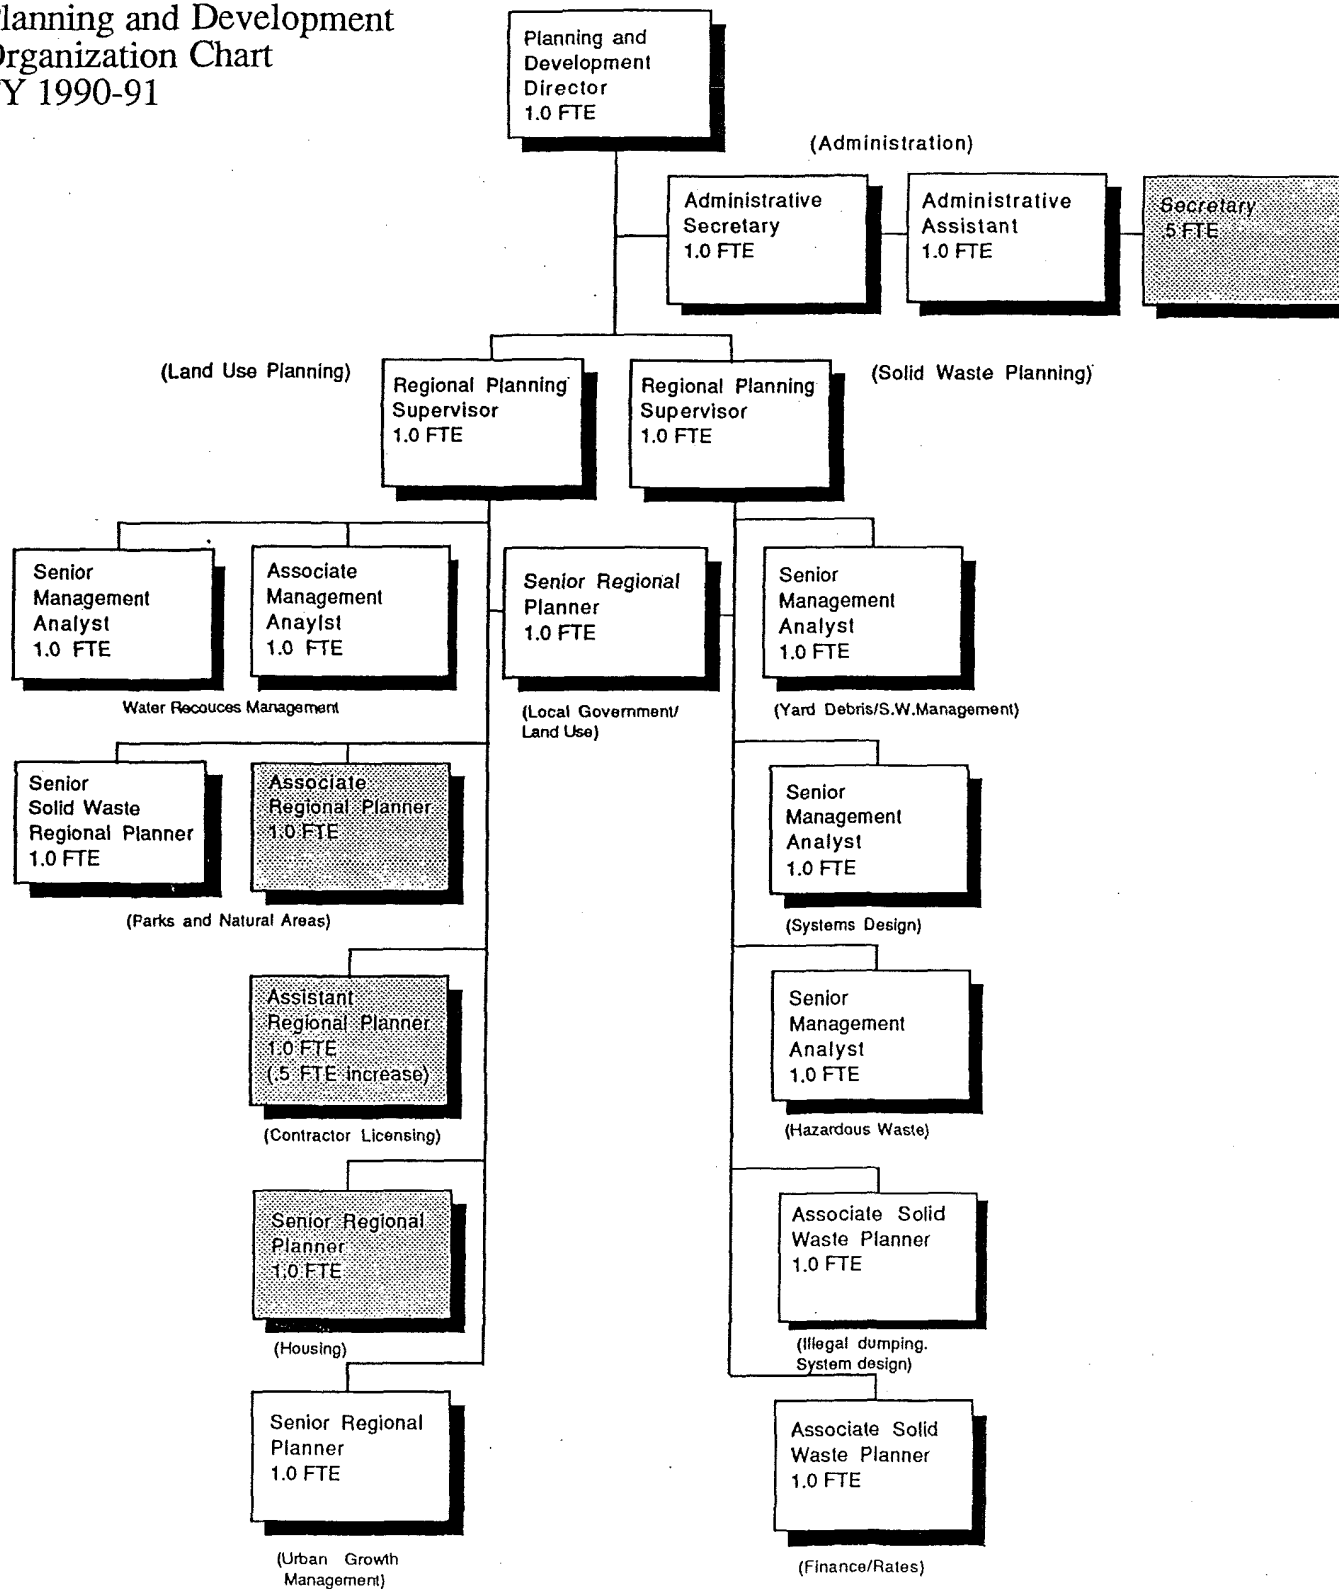 Planning and Development
Organization Chart
FY 1990-91
Planning and
Development
Director
1.0 FTE
(Administration)
Administrative
Secretary
1.0 FTE
Administrative
Assistant
1.0 FTE
Secretary
.5 FTE
(Land Use Planning)
Regional Planning
Supervisor
1.0 FTE
Regional Planning
Supervisor
1.0 FTE
(Solid Waste Planning)
Senior
Management
Analyst
1.0 FTE
Associate
Management
Anaylst
1.0 FTE
Water Recouces Management
Senior Regional
Planner
1.0 FTE
(Local Government/
Land Use)
Senior
Management
Analyst
1.0 FTE
(Yard Debris/S.W.Management)
Senior
Solid Waste
Regional Planner
1.0 FTE
Associate
Regional Planner
1.0 FTE
(Parks and Natural Areas)
Senior
Management
Analyst
1.0 FTE
(Systems Design)
Assistant
Regional Planner
1.0 FTE
(.5 FTE increase)
(Contractor Licensing)
Senior
Management
Analyst
1.0 FTE
(Hazardous Waste)
Senior Regional
Planner
1.0 FTE
(Housing)
Associate Solid
Waste Planner
1.0 FTE
(Illegal dumping.
System design)
Senior Regional
Planner
1.0 FTE
(Urban Growth
Management)
Associate Solid
Waste Planner
1.0 FTE
(Finance/Rates)